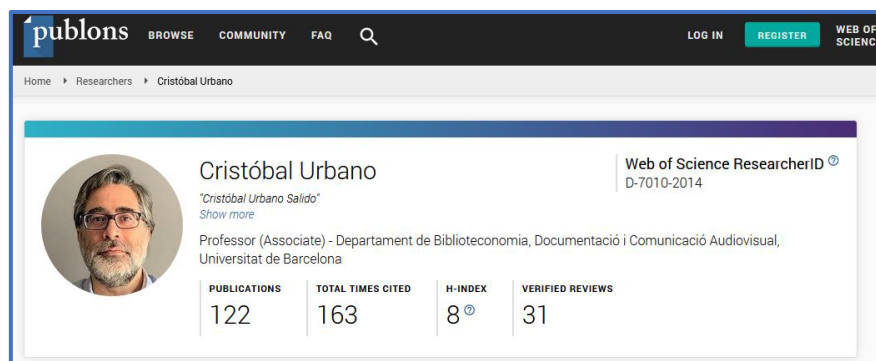 publons BROWSE COMMUNITY FAQ LOG IN REGISTER WEB OF
SCIENC
Home Researchers Cristóbal Urbano
Cristóbal Urbano
"Cristóbal Urbano Salido"
Show more
Web of Science ResearcherID ?
D-7010-2014
Professor (Associate) - Departament de Biblioteconomia, Documentació i Comunicació Audiovisual,
Universitat de Barcelona
PUBLICATIONS TOTAL TIMES CITED H-INDEX VERIFIED REVIEWS
122 163 8 ? 31